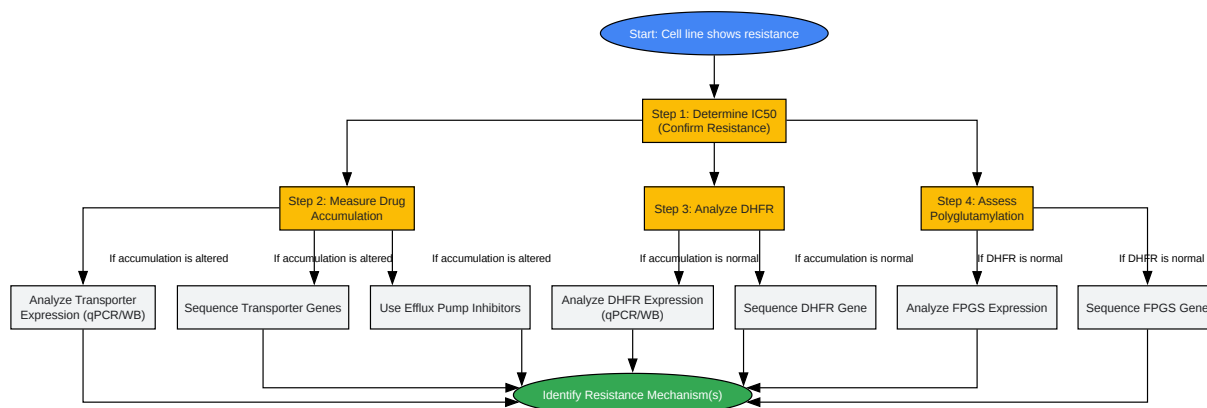 Start: Cell line shows resistance
Step 1: Determine IC50
(Confirm Resistance)
Step 2: Measure Drug
Accumulation
Step 3: Analyze DHFR
Step 4: Assess
Polyglutamylation
If accumulation is altered
If accumulation is altered
If accumulation is altered
If accumulation is normal
If accumulation is normal
If DHFR is normal
If DHFR is normal
Analyze Transporter
Expression (qPCR/WB)
Sequence Transporter Genes
Use Efflux Pump Inhibitors
Analyze DHFR Expression
(qPCR/WB)
Sequence DHFR Gene
Analyze FPGS Expression
Sequence FPGS Gene
Identify Resistance Mechanism(s)